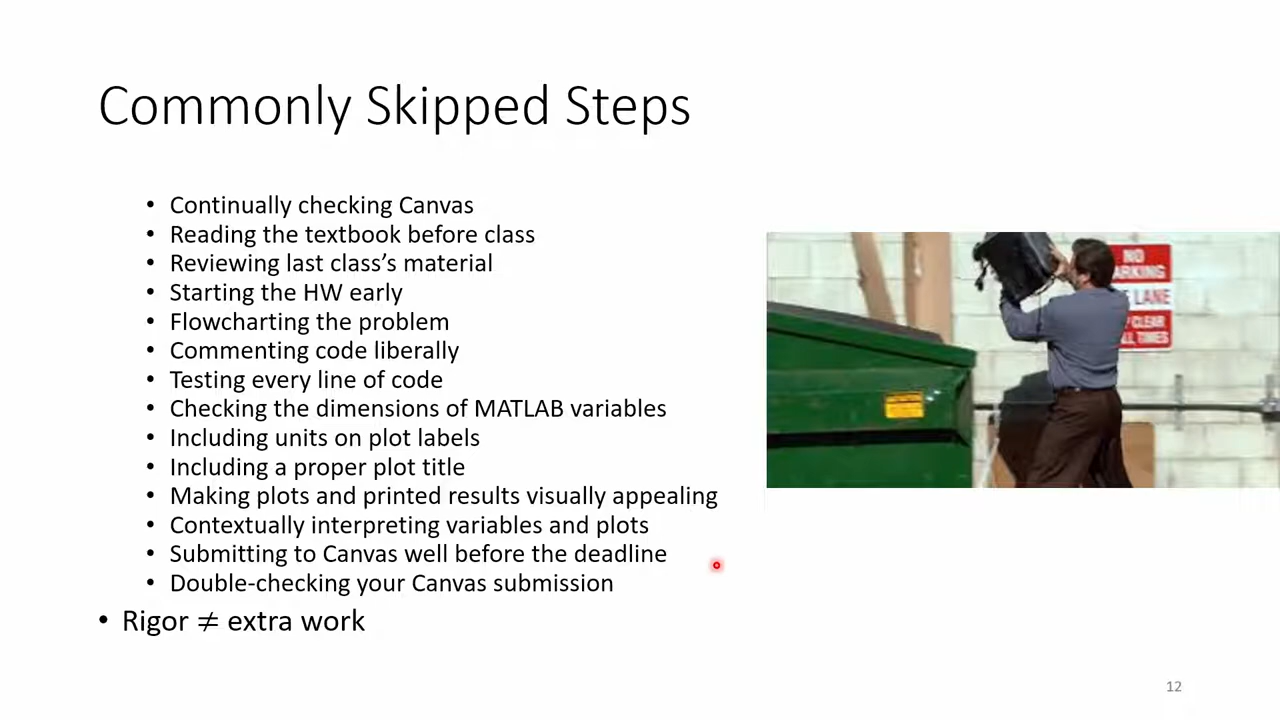 Commonly Skipped Steps
• Continually checking Canvas
• Reading the textbook before class
• Reviewing last class’s material
• Starting the HW early
• Flowcharting the problem
• Commenting code liberally
• Testing every line of code
• Checking the dimensions of MATLAB variables
• Including units on plot labels
• Including a proper plot title
• Making plots and printed results visually appealing
• Contextually interpreting variables and plots
• Submitting to Canvas well before the deadline
• Double-checking your Canvas submission
• Rigor ≠ extra work
NO
ARKING
LANE
CLEAR
TIMES
12